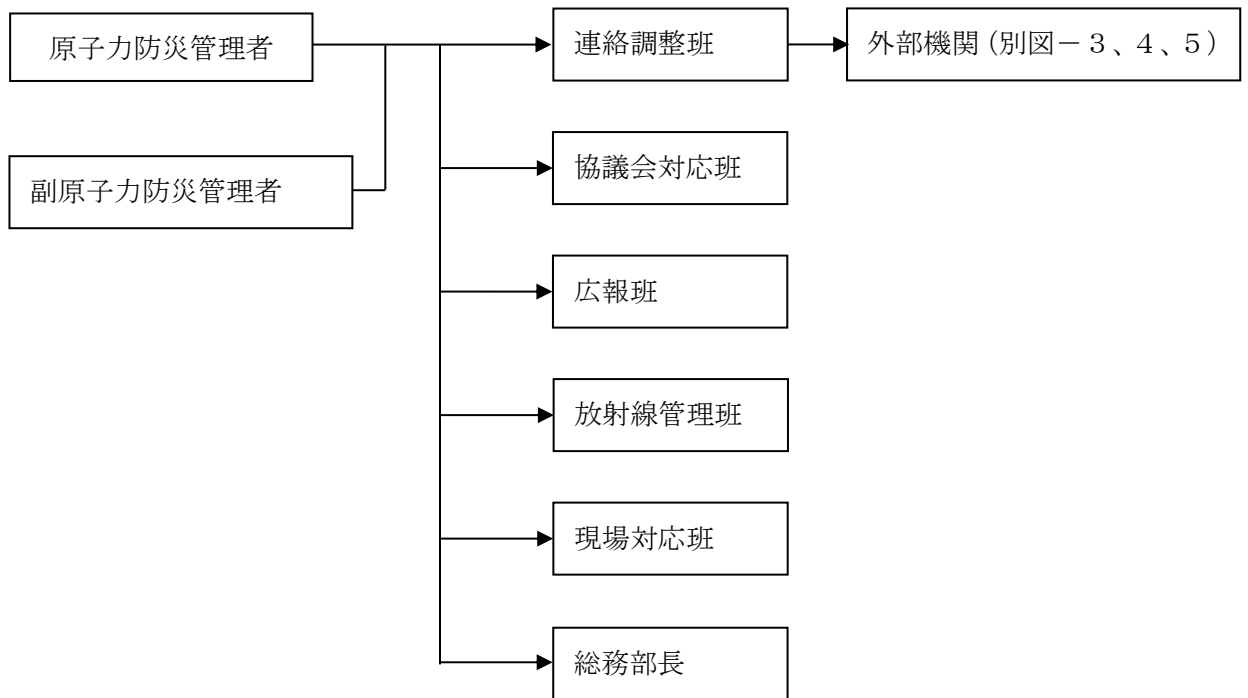 原子力防災管理者
連絡調整班
外部機関（別図－３、４、５）
副原子力防災管理者
協議会対応班
広報班
放射線管理班
現場対応班
総務部長